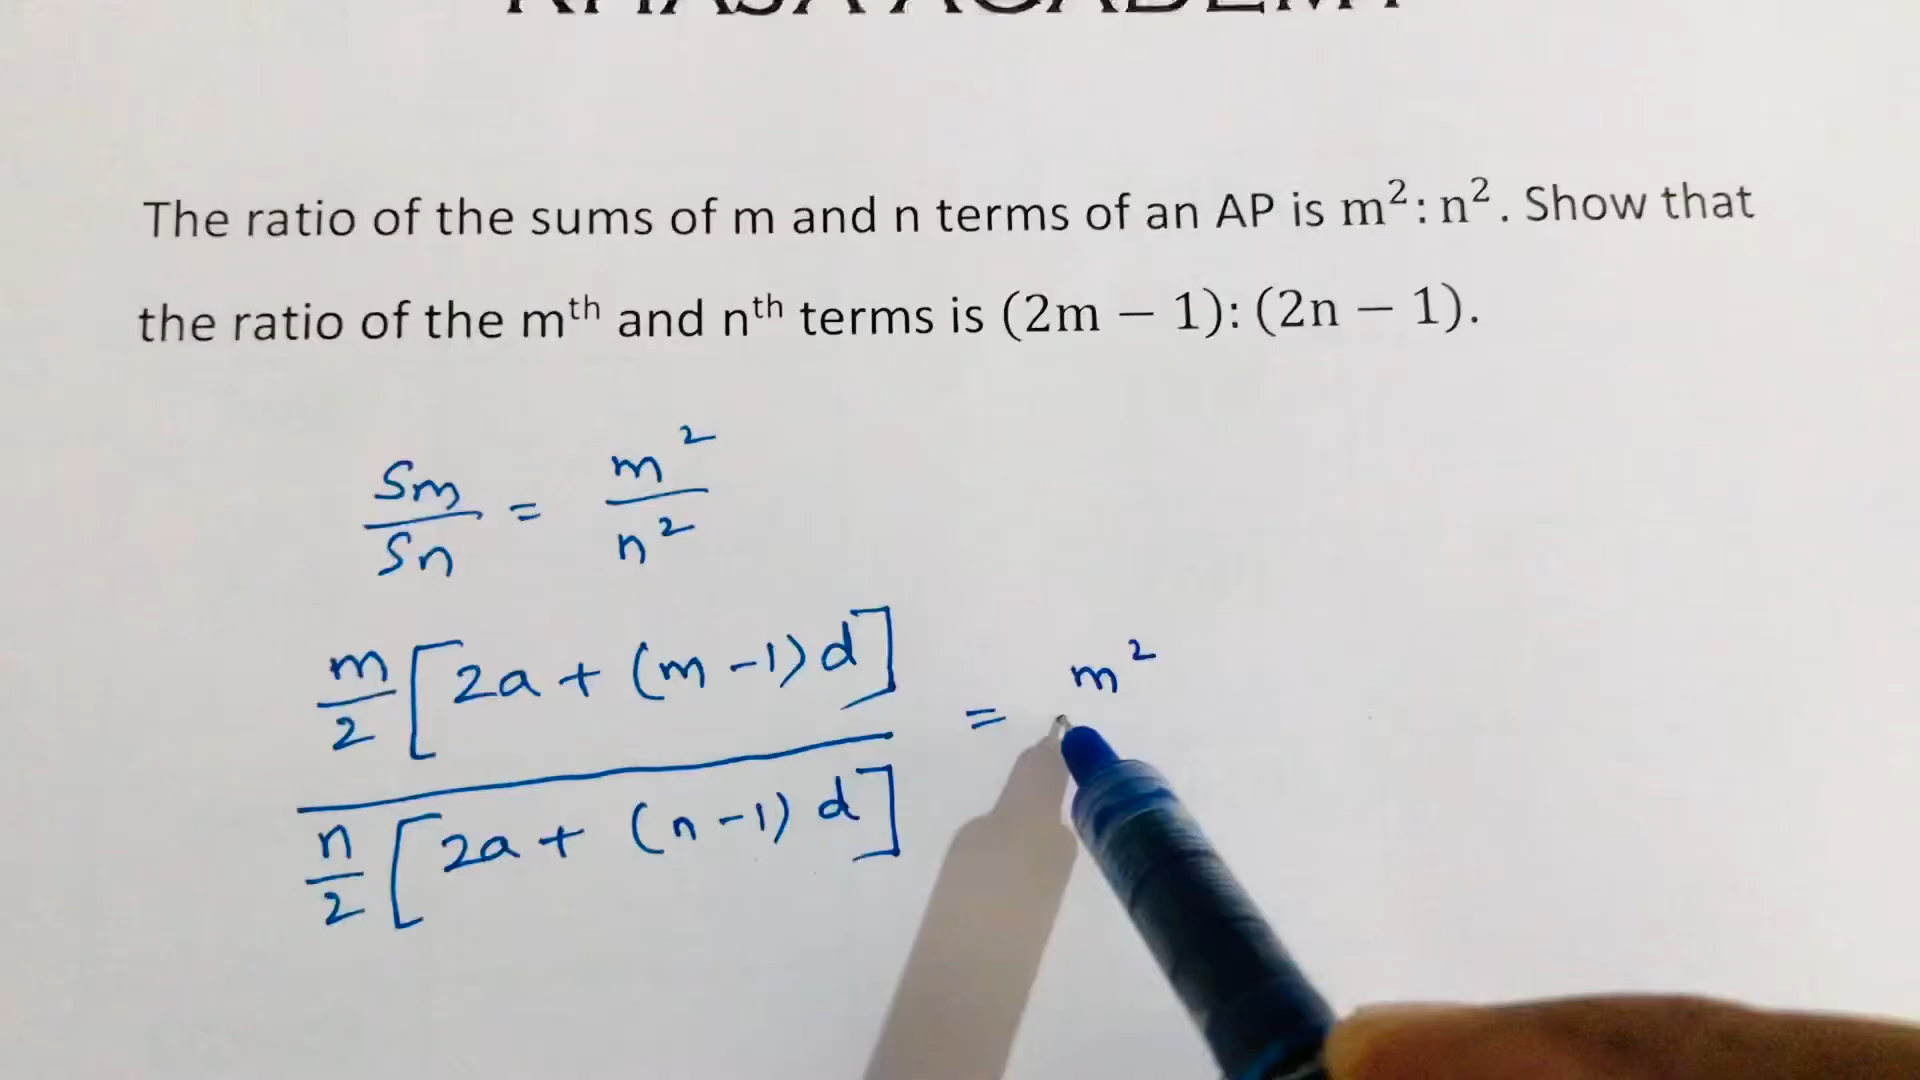 KHASA ACADEMY
The ratio of the sums of m and n terms of an AP is m²: n². Show that
the ratio of the mᵗʰ and nᵗʰ terms is (2m − 1): (2n − 1).
Sm/Sn = m²/n²
m/2 [2a + (m-1)d] / n/2 [2a + (n-1)d] = m²